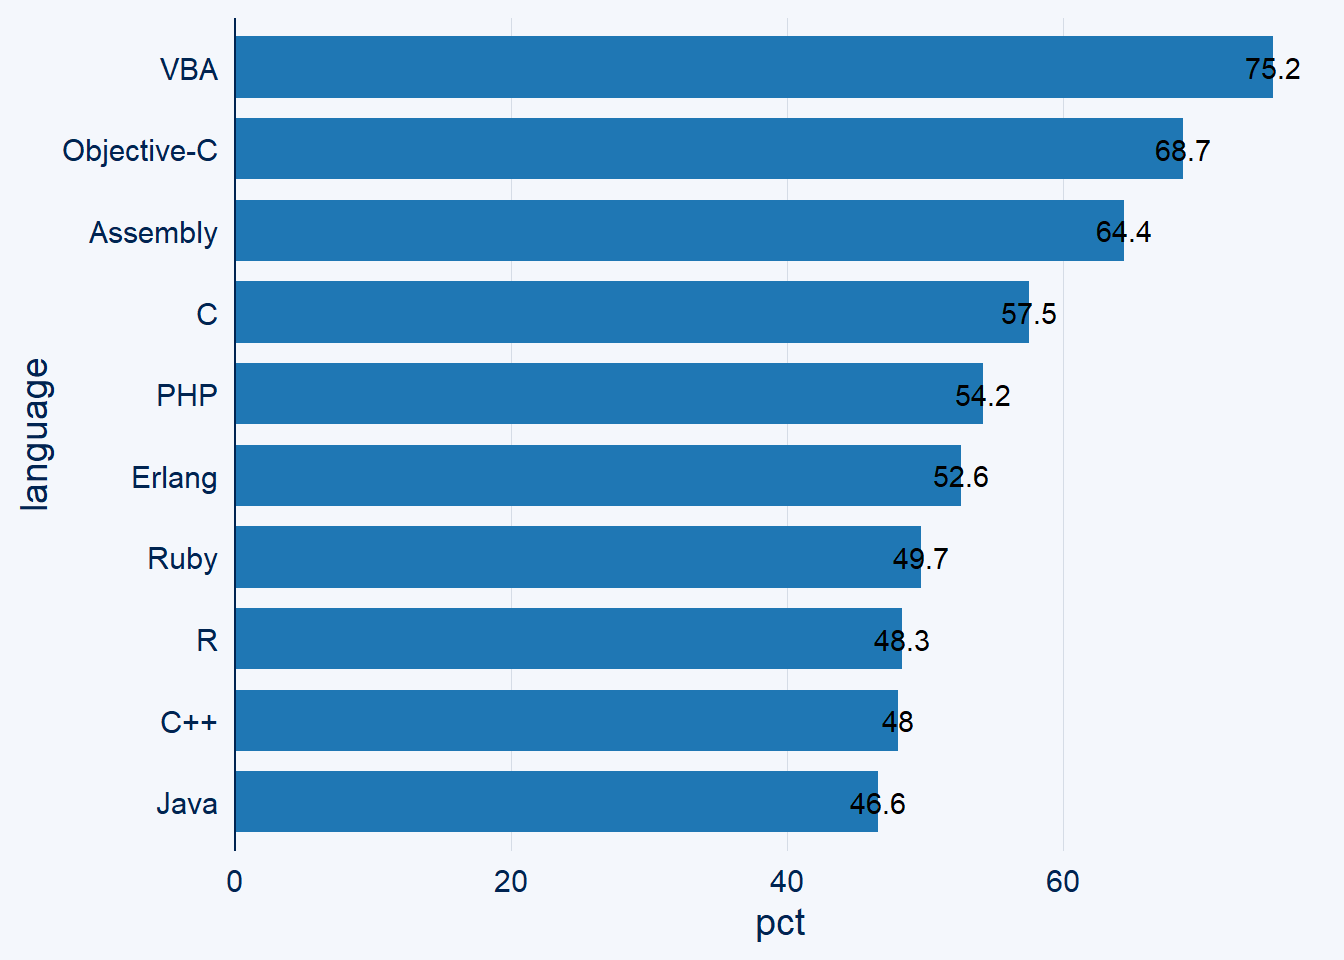 VBA 75.2
Objective-C 68.7
Assembly 64.4
C 57.5
PHP 54.2
Erlang 52.6
Ruby 49.7
R 48.3
C++ 48
Java 46.6
0 20 40 60
pct
language